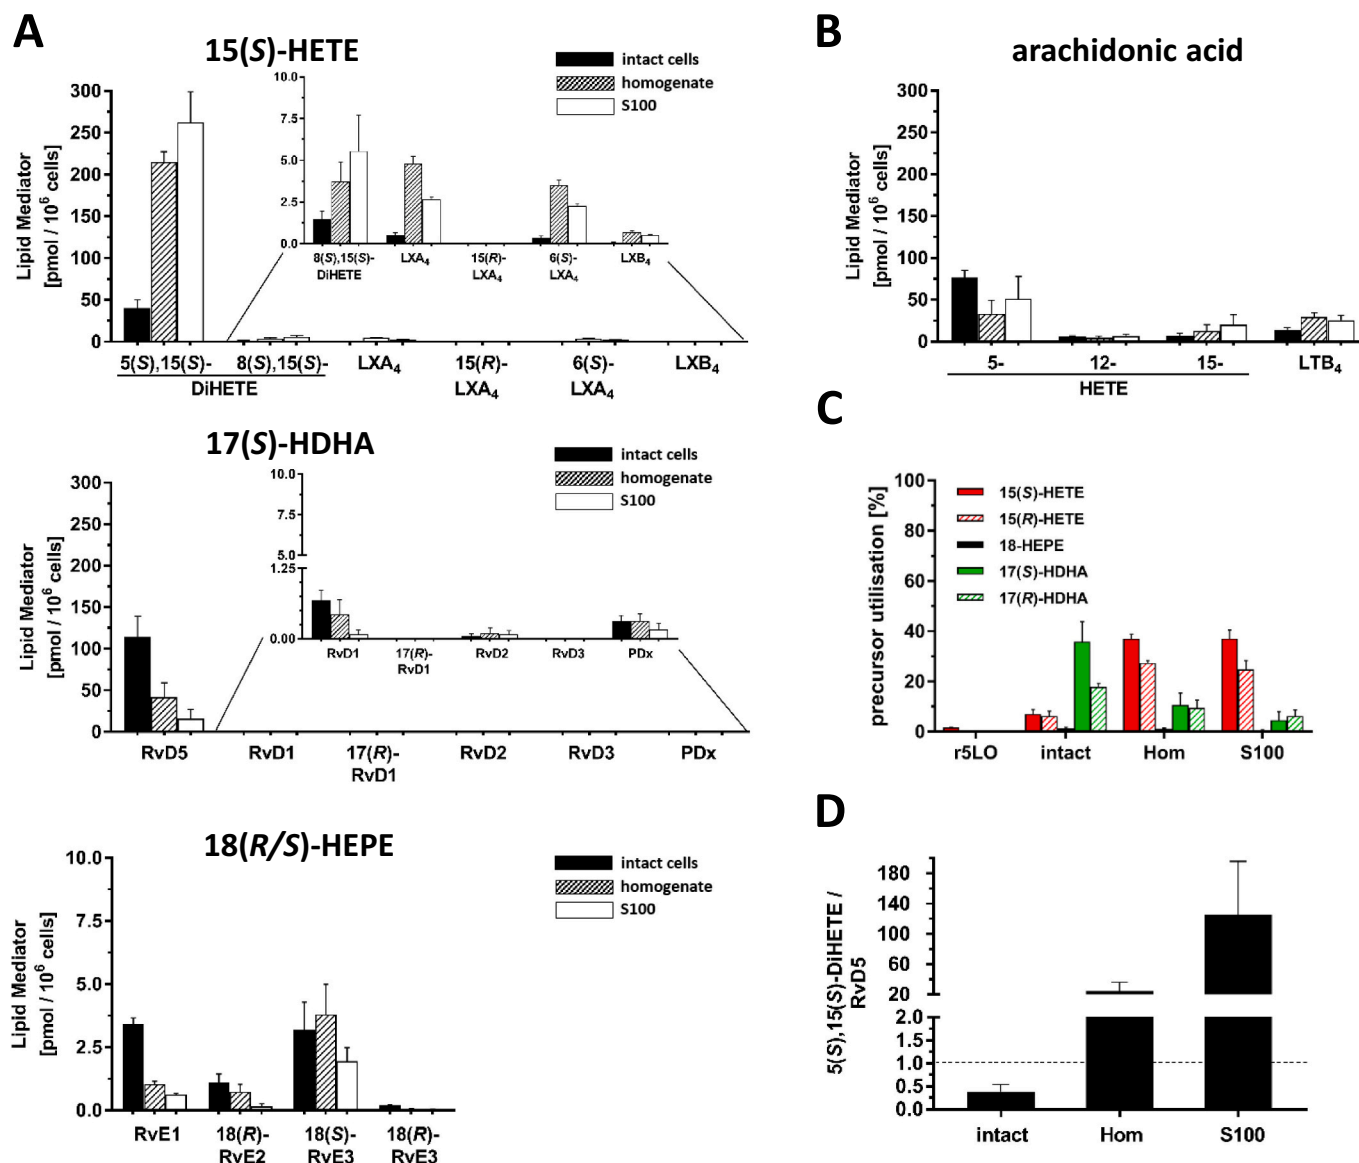 A
15(S)-HETE
intact cells
homogenate
S100
Lipid Mediator
[pmol / 10⁶ cells]
300
250
200
150
100
50
0
10.0
7.5
5.0
2.5
0.0
8(S),15(S)-
DiHETE
LXA₄
15(R)-
LXA₄
6(S)-
LXA₄
LXB₄
5(S),15(S)-
8(S),15(S)-
DiHETE
LXA₄
15(R)-
LXA₄
6(S)-
LXA₄
LXB₄
17(S)-HDHA
intact cells
homogenate
S100
Lipid Mediator
[pmol / 10⁶ cells]
300
250
200
150
100
50
0
10.0
7.5
5.0
1.25
0.00
RvD1
17(R)-
RvD1
RvD2
RvD3
PDx
RvD5
RvD1
17(R)-
RvD1
RvD2
RvD3
PDx
18(R/S)-HEPE
intact cells
homogenate
S100
Lipid Mediator
[pmol / 10⁶ cells]
10.0
7.5
5.0
2.5
0.0
RvE1
18(R)-
RvE2
18(S)-
RvE3
18(R)-
RvE3
B
arachidonic acid
Lipid Mediator
[pmol / 10⁶ cells]
300
250
200
150
100
50
0
5-
12-
15-
HETE
LTB₄
C
precursor utilisation [%]
100
80
60
40
20
0
15(S)-HETE
15(R)-HETE
18-HEPE
17(S)-HDHA
17(R)-HDHA
r5LO
intact
Hom
S100
D
5(S),15(S)-DiHETE /
RvD5
180
140
100
60
20
2.0
1.5
1.0
0.5
0.0
intact
Hom
S100